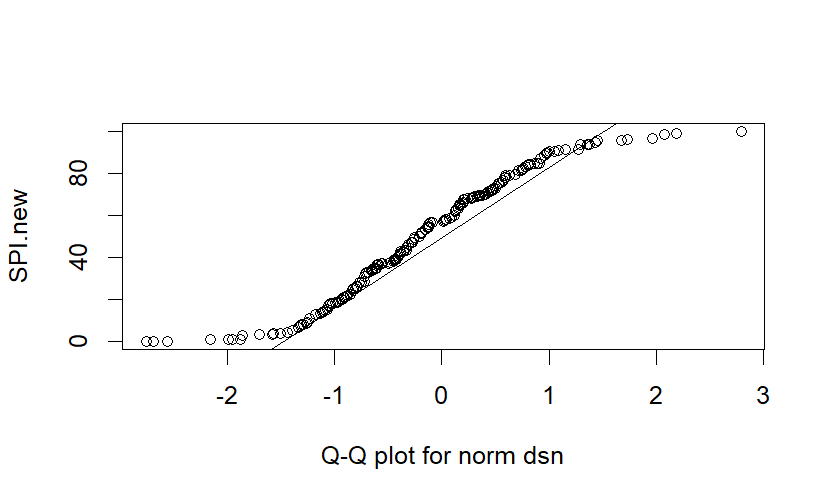 SPI.new
80
40
0
-2 -1 0 1 2 3
Q-Q plot for norm dsn